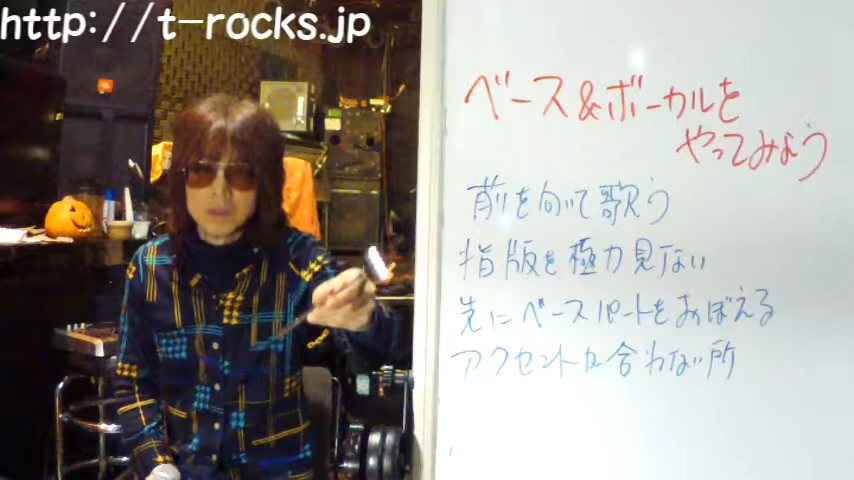 http://t-rocks.jp
ベース&ボーカルを
やってみよう
前を向いて歌う
指版を極力見ない
先にベースパートをおぼえる
アクセントが合わない所